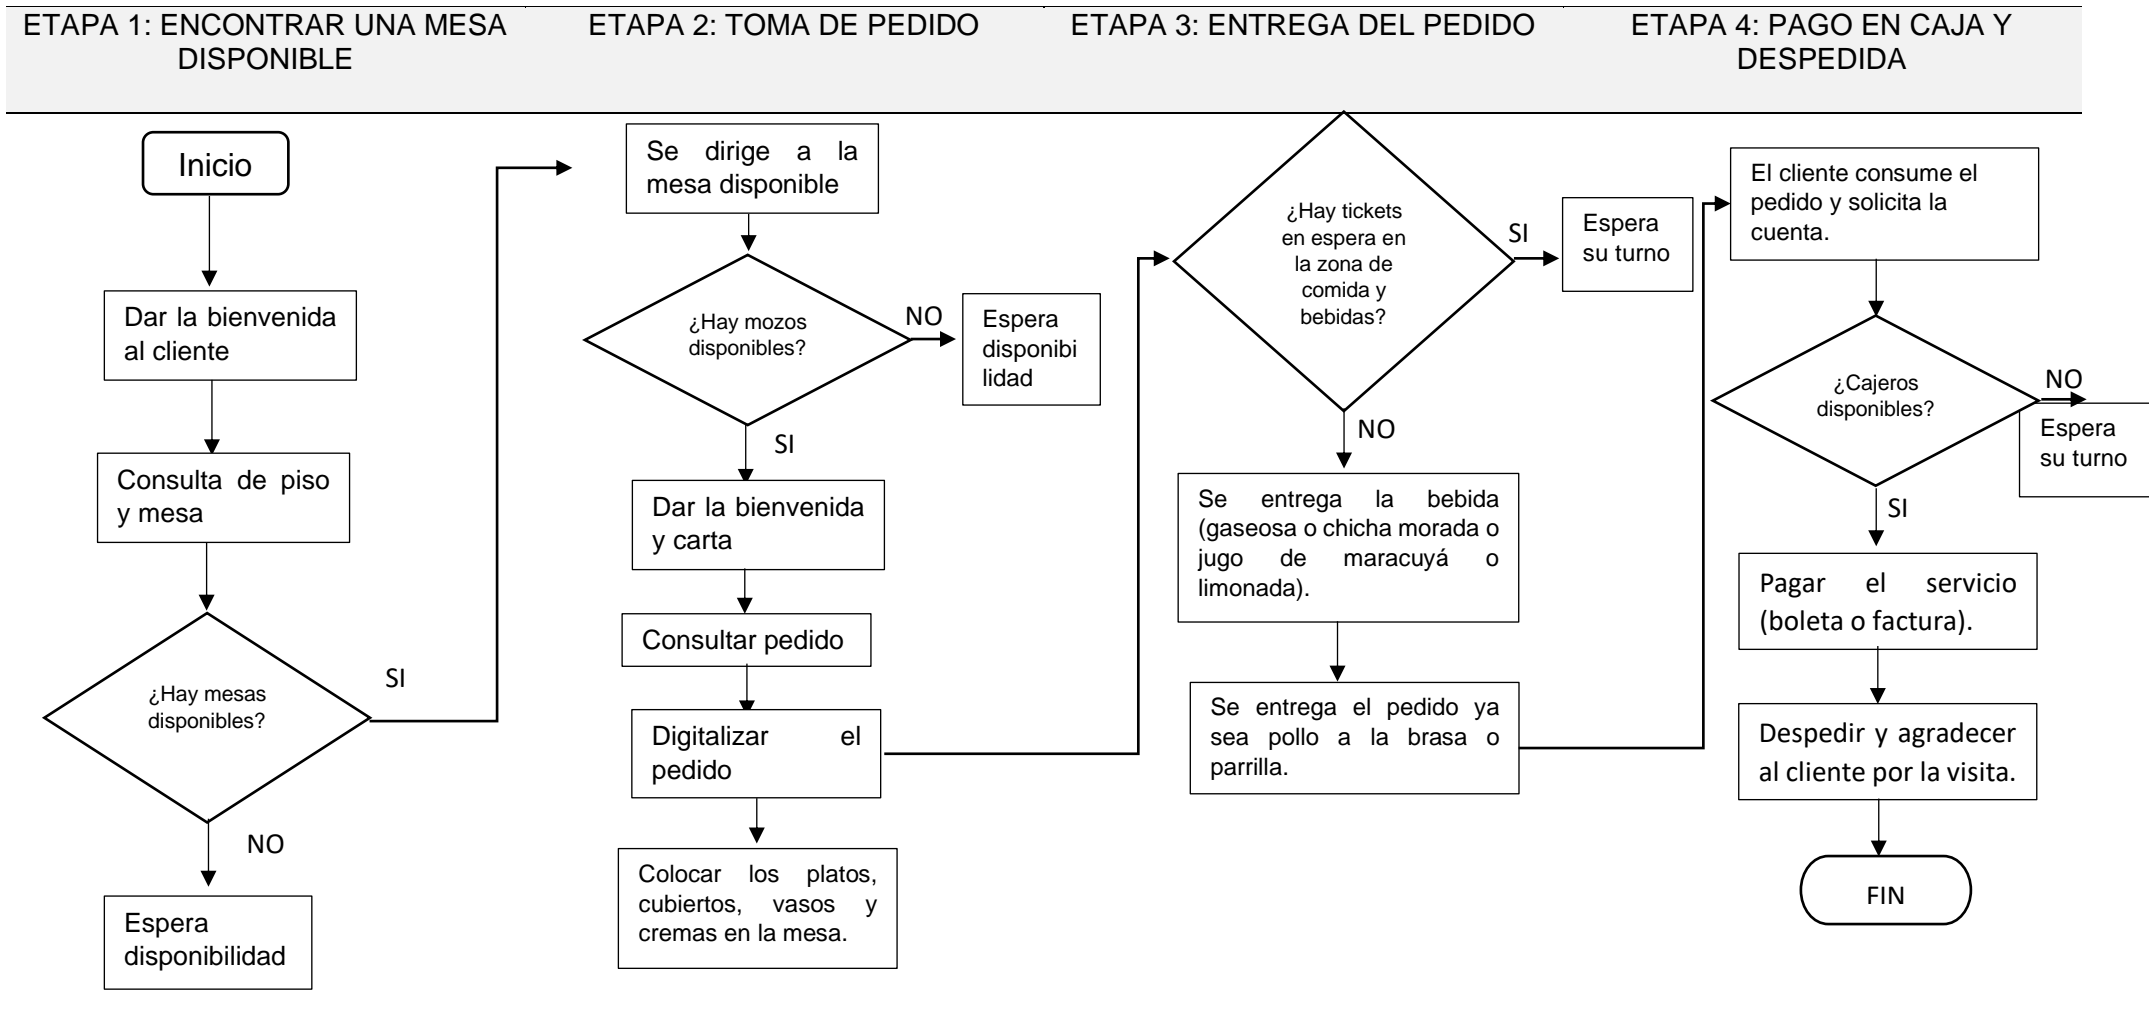 ETAPA 1: ENCONTRAR UNA MESA
DISPONIBLE
ETAPA 2: TOMA DE PEDIDO
ETAPA 3: ENTREGA DEL PEDIDO
ETAPA 4: PAGO EN CAJA Y
DESPEDIDA
Inicio
Dar la bienvenida
al cliente
Consulta de piso
y mesa
¿Hay mesas
disponibles?
SI
NO
Espera
disponibilidad
Se dirige a la
mesa disponible
¿Hay mozos
disponibles?
NO
Espera
disponibi
lidad
SI
Dar la bienvenida
y carta
Consultar pedido
Digitalizar el
pedido
Colocar los platos,
cubiertos, vasos y
cremas en la mesa.
¿Hay tickets
en espera en
la zona de
comida y
bebidas?
SI
Espera
su turno
NO
Se entrega la bebida
(gaseosa o chicha morada o
jugo de maracuyá o
limonada).
Se entrega el pedido ya
sea pollo a la brasa o
parrilla.
El cliente consume el
pedido y solicita la
cuenta.
¿Cajeros
disponibles?
NO
Espera
su turno
SI
Pagar el servicio
(boleta o factura).
Despedir y agradecer
al cliente por la visita.
FIN